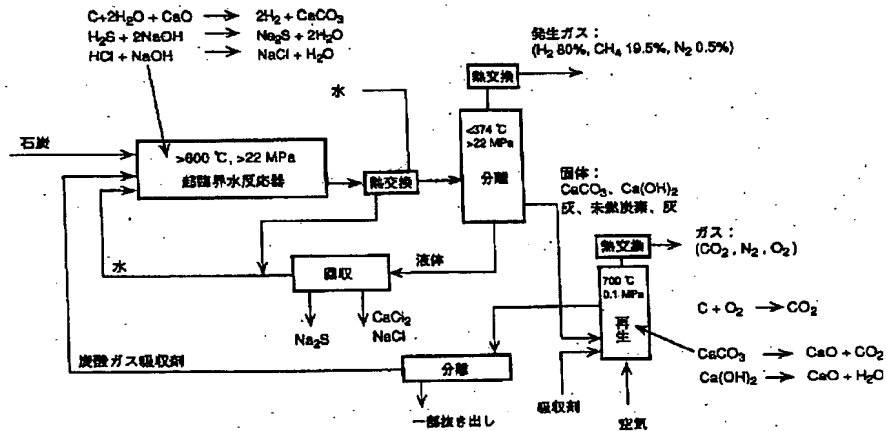 C+2H₂O + CaO → 2H₂ + CaCO₃
H₂S + 2NaOH → Na₂S + 2H₂O
HCl + NaOH → NaCl + H₂O
発生ガス：
(H₂ 80%, CH₄ 19.5%, N₂ 0.5%)
熱交換
水
石炭
>600 ℃, >22 MPa
超臨界水反応器
熱交換
≤374 ℃
>22 MPa
分離
固体：
CaCO₃、Ca(OH)₂
灰、未燃炭素、灰
ガス：
(CO₂ , N₂ , O₂)
熱交換
水
回収
液体
700 ℃
0.1 MPa
再生
C + O₂ → CO₂
Na₂S
CaCl₂
NaCl
CaCO₃ → CaO + CO₂
Ca(OH)₂ → CaO + H₂O
炭酸ガス吸収剤
分離
吸収剤
一部抜き出し
空気